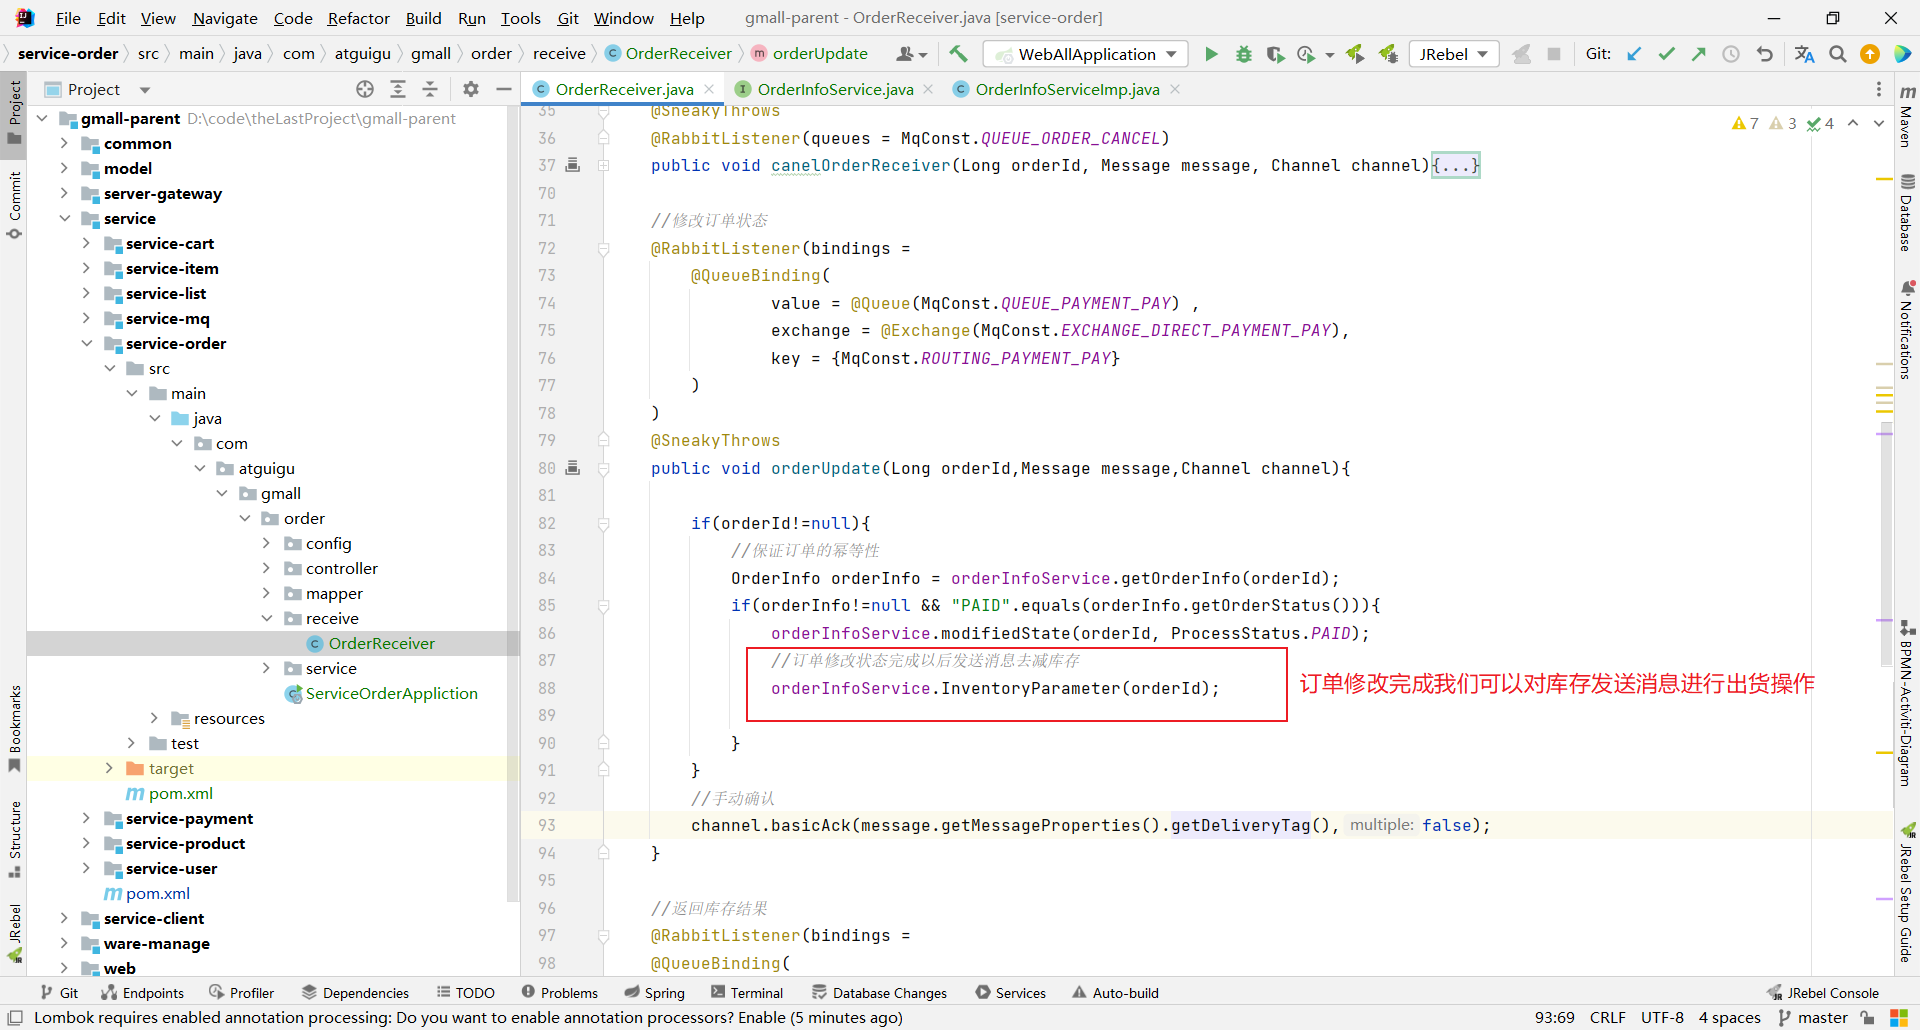 File Edit View Navigate Code Refactor Build Run Tools Git Window Help gmall-parent - OrderReceiver.java [service-order]
service-order src main java com atguigu gmall order receive OrderReceiver orderUpdate WebAllApplication JRebel Git:
Project
OrderReceiver.java OrderInfoService.java OrderInfoServiceImp.java
Project
Commit
Bookmarks
Structure
JRebel
gmall-parent D:\code\theLastProject\gmall-parent
common
model
server-gateway
service
service-cart
service-item
service-list
service-mq
service-order
src
main
java
com
atguigu
gmall
order
config
controller
mapper
receive
OrderReceiver
service
ServiceOrderAppliction
resources
test
target
pom.xml
service-payment
service-product
service-user
pom.xml
service-client
ware-manage
web
7 3 4
35 @SneakyThrows
36 @RabbitListener(queues = MqConst.QUEUE_ORDER_CANCEL)
37 public void canelOrderReceiver(Long orderId, Message message, Channel channel){...}
70
71 //修改订单状态
72 @RabbitListener(bindings =
73 @QueueBinding(
74 value = @Queue(MqConst.QUEUE_PAYMENT_PAY) ,
75 exchange = @Exchange(MqConst.EXCHANGE_DIRECT_PAYMENT_PAY),
76 key = {MqConst.ROUTING_PAYMENT_PAY}
77 )
78 )
79 @SneakyThrows
80 public void orderUpdate(Long orderId,Message message,Channel channel){
81
82 if(orderId!=null){
83 //保证订单的幂等性
84 OrderInfo orderInfo = orderInfoService.getOrderInfo(orderId);
85 if(orderInfo!=null && "PAID".equals(orderInfo.getOrderStatus())){
86 orderInfoService.modifiedState(orderId, ProcessStatus.PAID);
87 //订单修改状态完成以后发送消息去减库存
88 orderInfoService.InventoryParameter(orderId);
订单修改完成我们可以对库存发送消息进行出货操作
89
90 }
91 }
92 //手动确认
93 channel.basicAck(message.getMessageProperties().getDeliveryTag(), multiple: false);
94 }
95
96 //返回库存结果
97 @RabbitListener(bindings =
98 @QueueBinding(
Maven
Database
Notifications
BPMN-Activiti-Diagram
JRebel Setup Guide
Git Endpoints Profiler Dependencies TODO Problems Spring Terminal Database Changes Services Auto-build JRebel Console
Lombok requires enabled annotation processing: Do you want to enable annotation processors? Enable (5 minutes ago) 93:69 CRLF UTF-8 4 spaces master